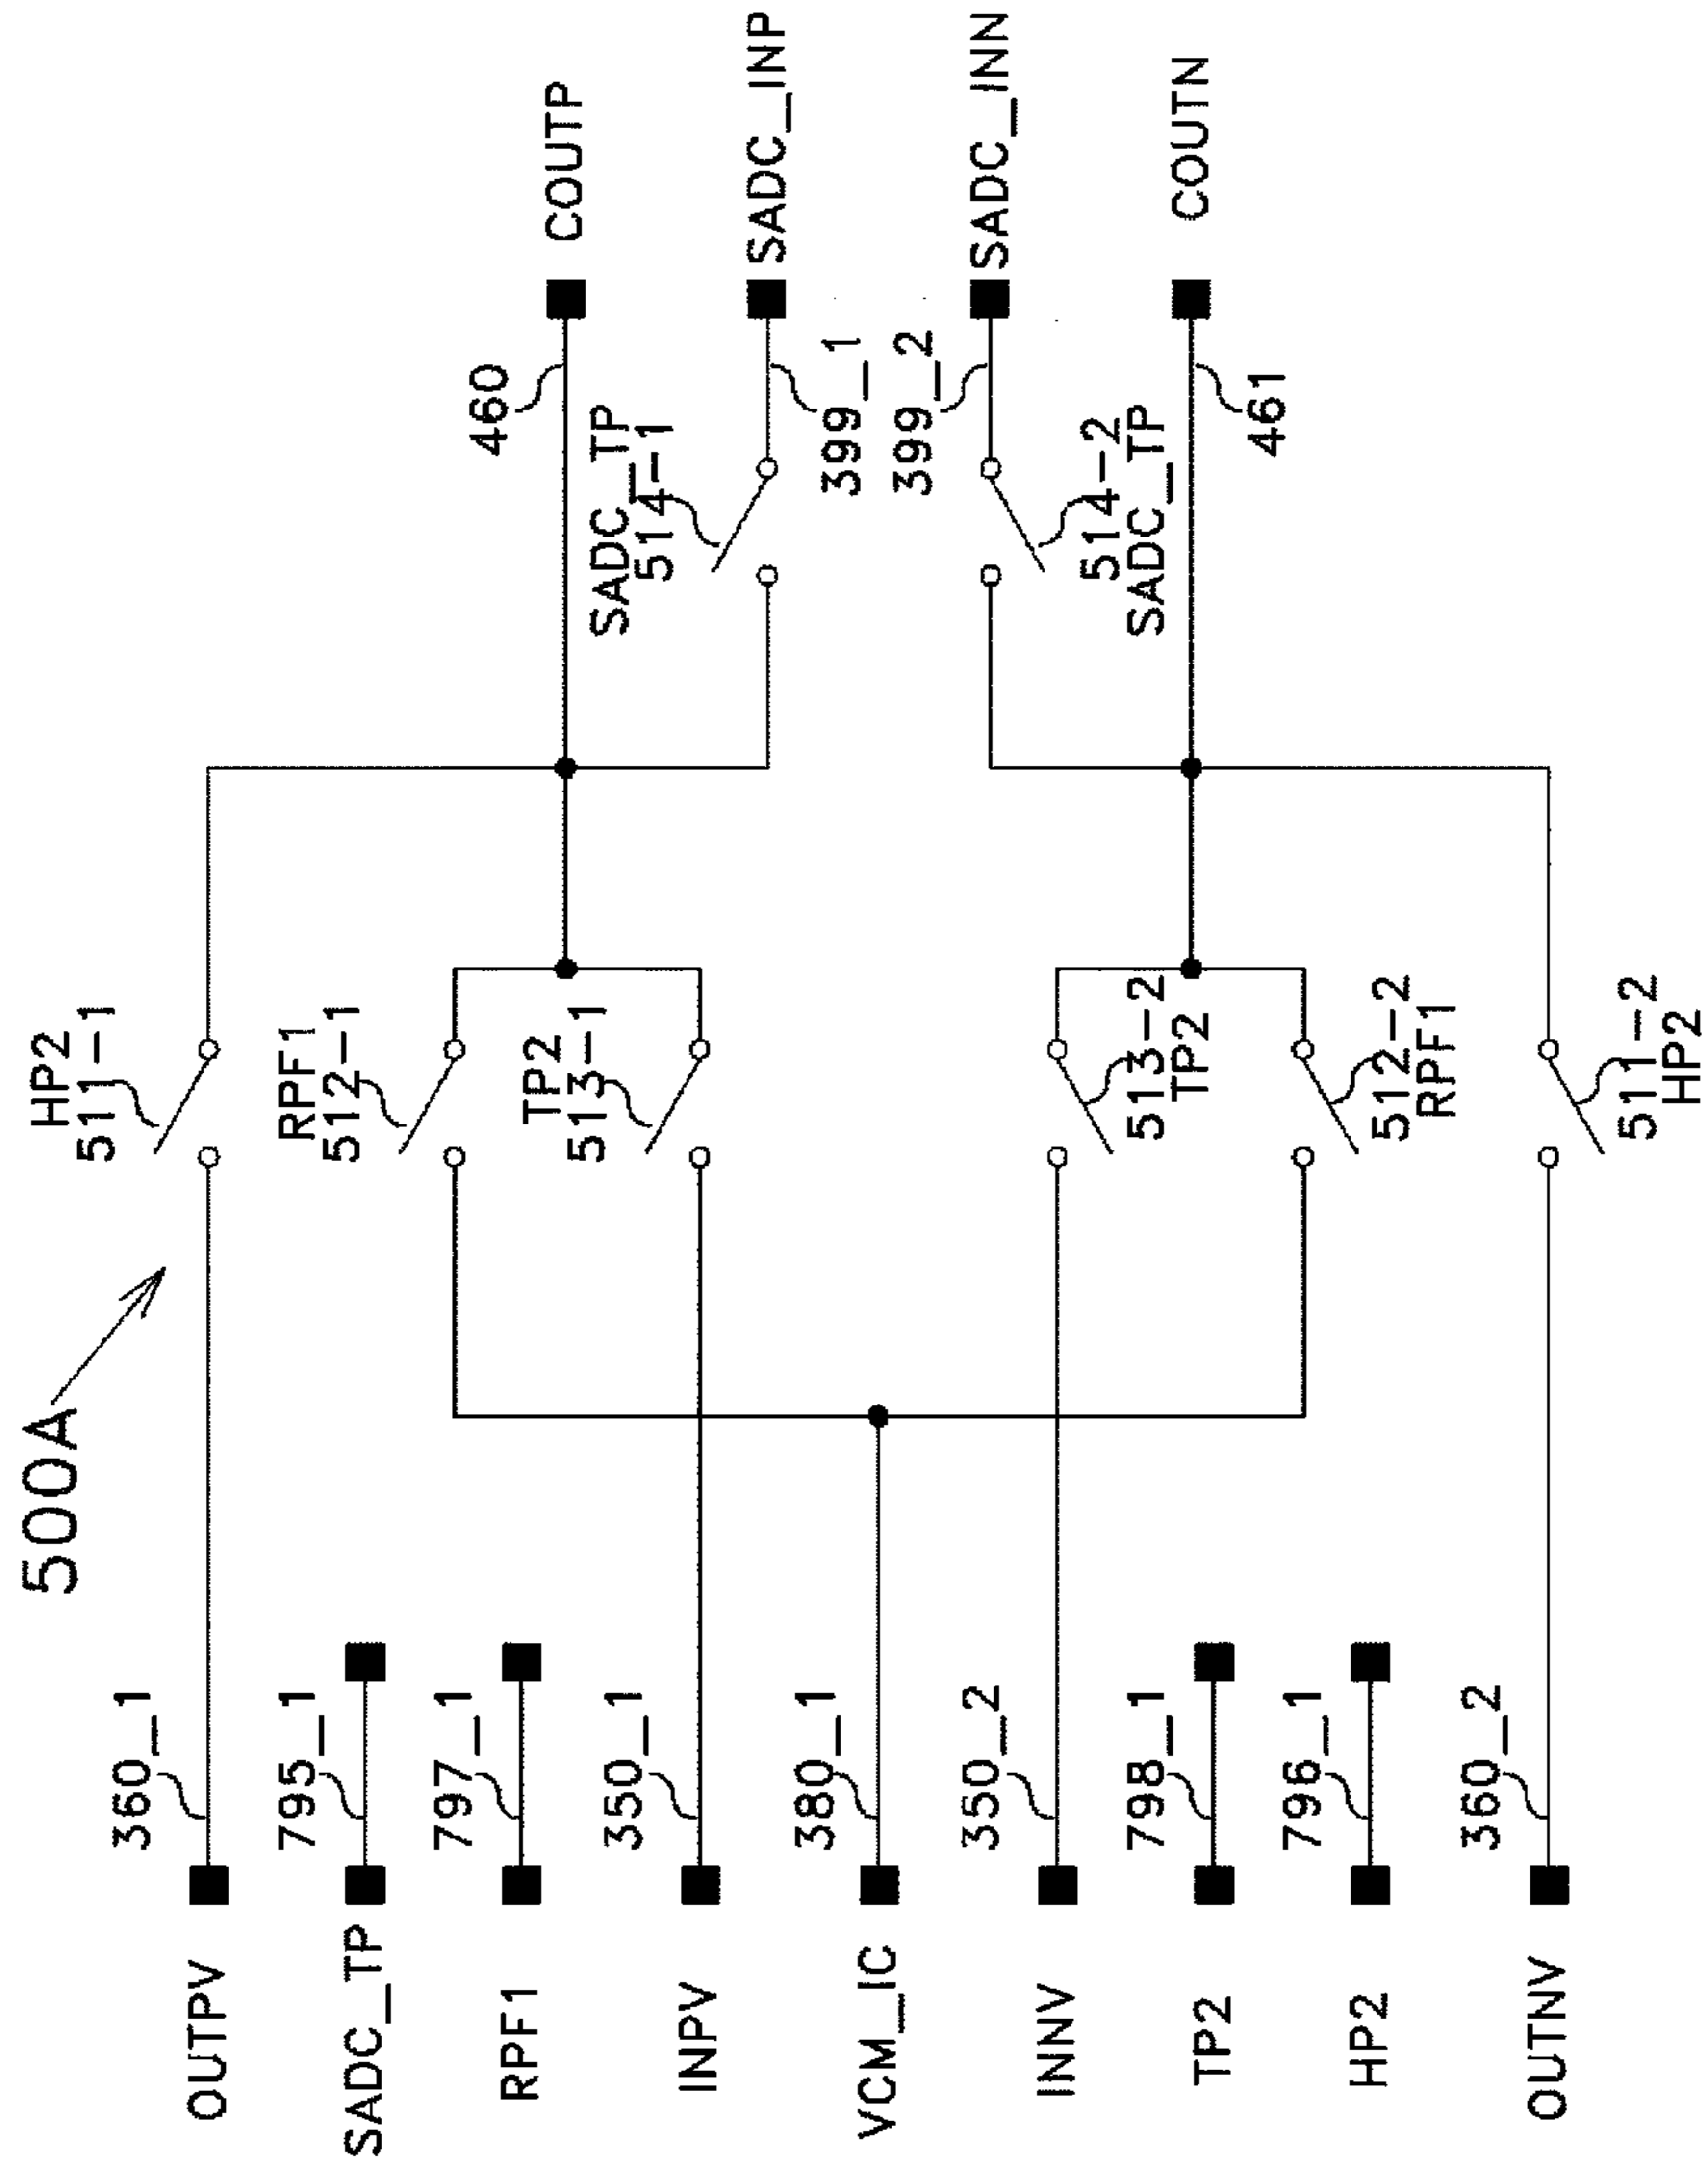 500A
HP2
511-1
RPF1
512-1
TP2
513-1
513-2
TP2
512-2
RPF1
511-2
HP2
460
COUTP
SADC_TP
514-1
399_1
SADC_INP
399_2
SADC_INN
514-2
SADC_TP
461
COUTN
OUTPV
360_1
SADC_TP
795_1
RPF1
797_1
INPV
350_1
VCM_IC
380_1
INNV
350_2
TP2
798_1
HP2
796_1
OUTNV
360_2